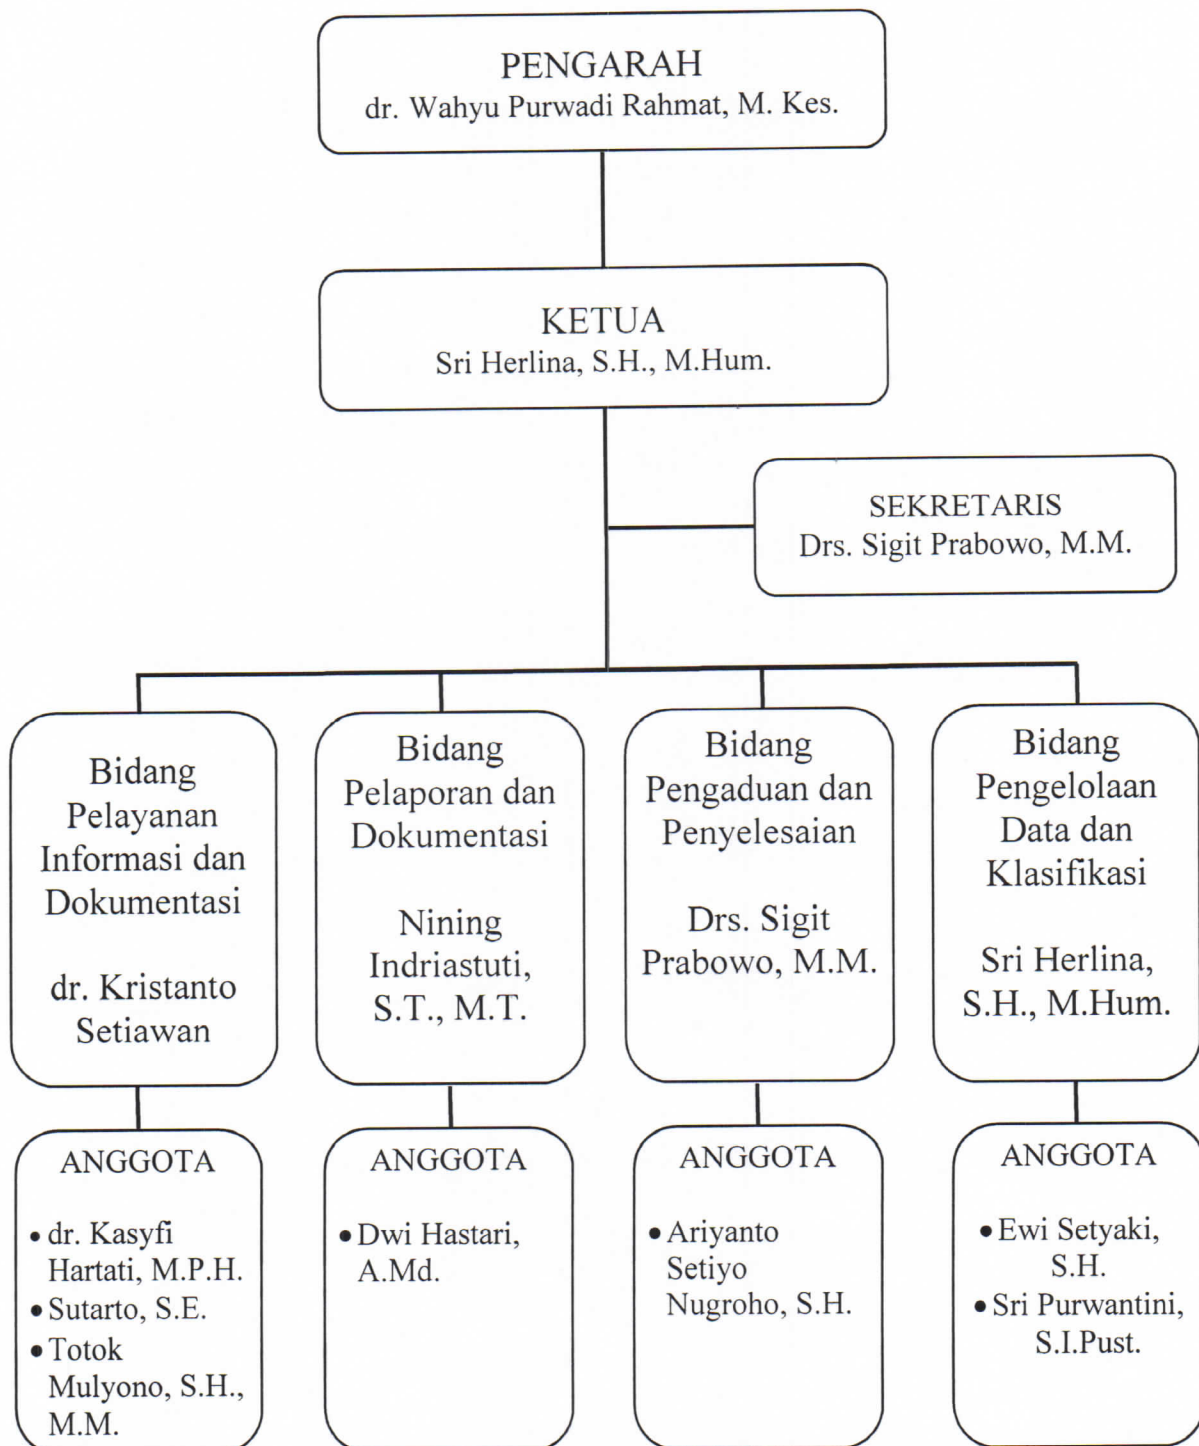 PENGARAH
dr. Wahyu Purwadi Rahmat, M. Kes.
KETUA
Sri Herlina, S.H., M.Hum.
SEKRETARIS
Drs. Sigit Prabowo, M.M.
Bidang
Pelayanan
Informasi dan
Dokumentasi
dr. Kristanto
Setiawan
Bidang
Pelaporan dan
Dokumentasi
Nining
Indriastuti,
S.T., M.T.
Bidang
Pengaduan dan
Penyelesaian
Drs. Sigit
Prabowo, M.M.
Bidang
Pengelolaan
Data dan
Klasifikasi
Sri Herlina,
S.H., M.Hum.
ANGGOTA
• dr. Kasyfi
Hartati, M.P.H.
• Sutarto, S.E.
• Totok
Mulyono, S.H.,
M.M.
ANGGOTA
• Dwi Hastari,
A.Md.
ANGGOTA
• Ariyanto
Setiyo
Nugroho, S.H.
ANGGOTA
• Ewi Setyaki,
S.H.
• Sri Purwantini,
S.I.Pust.